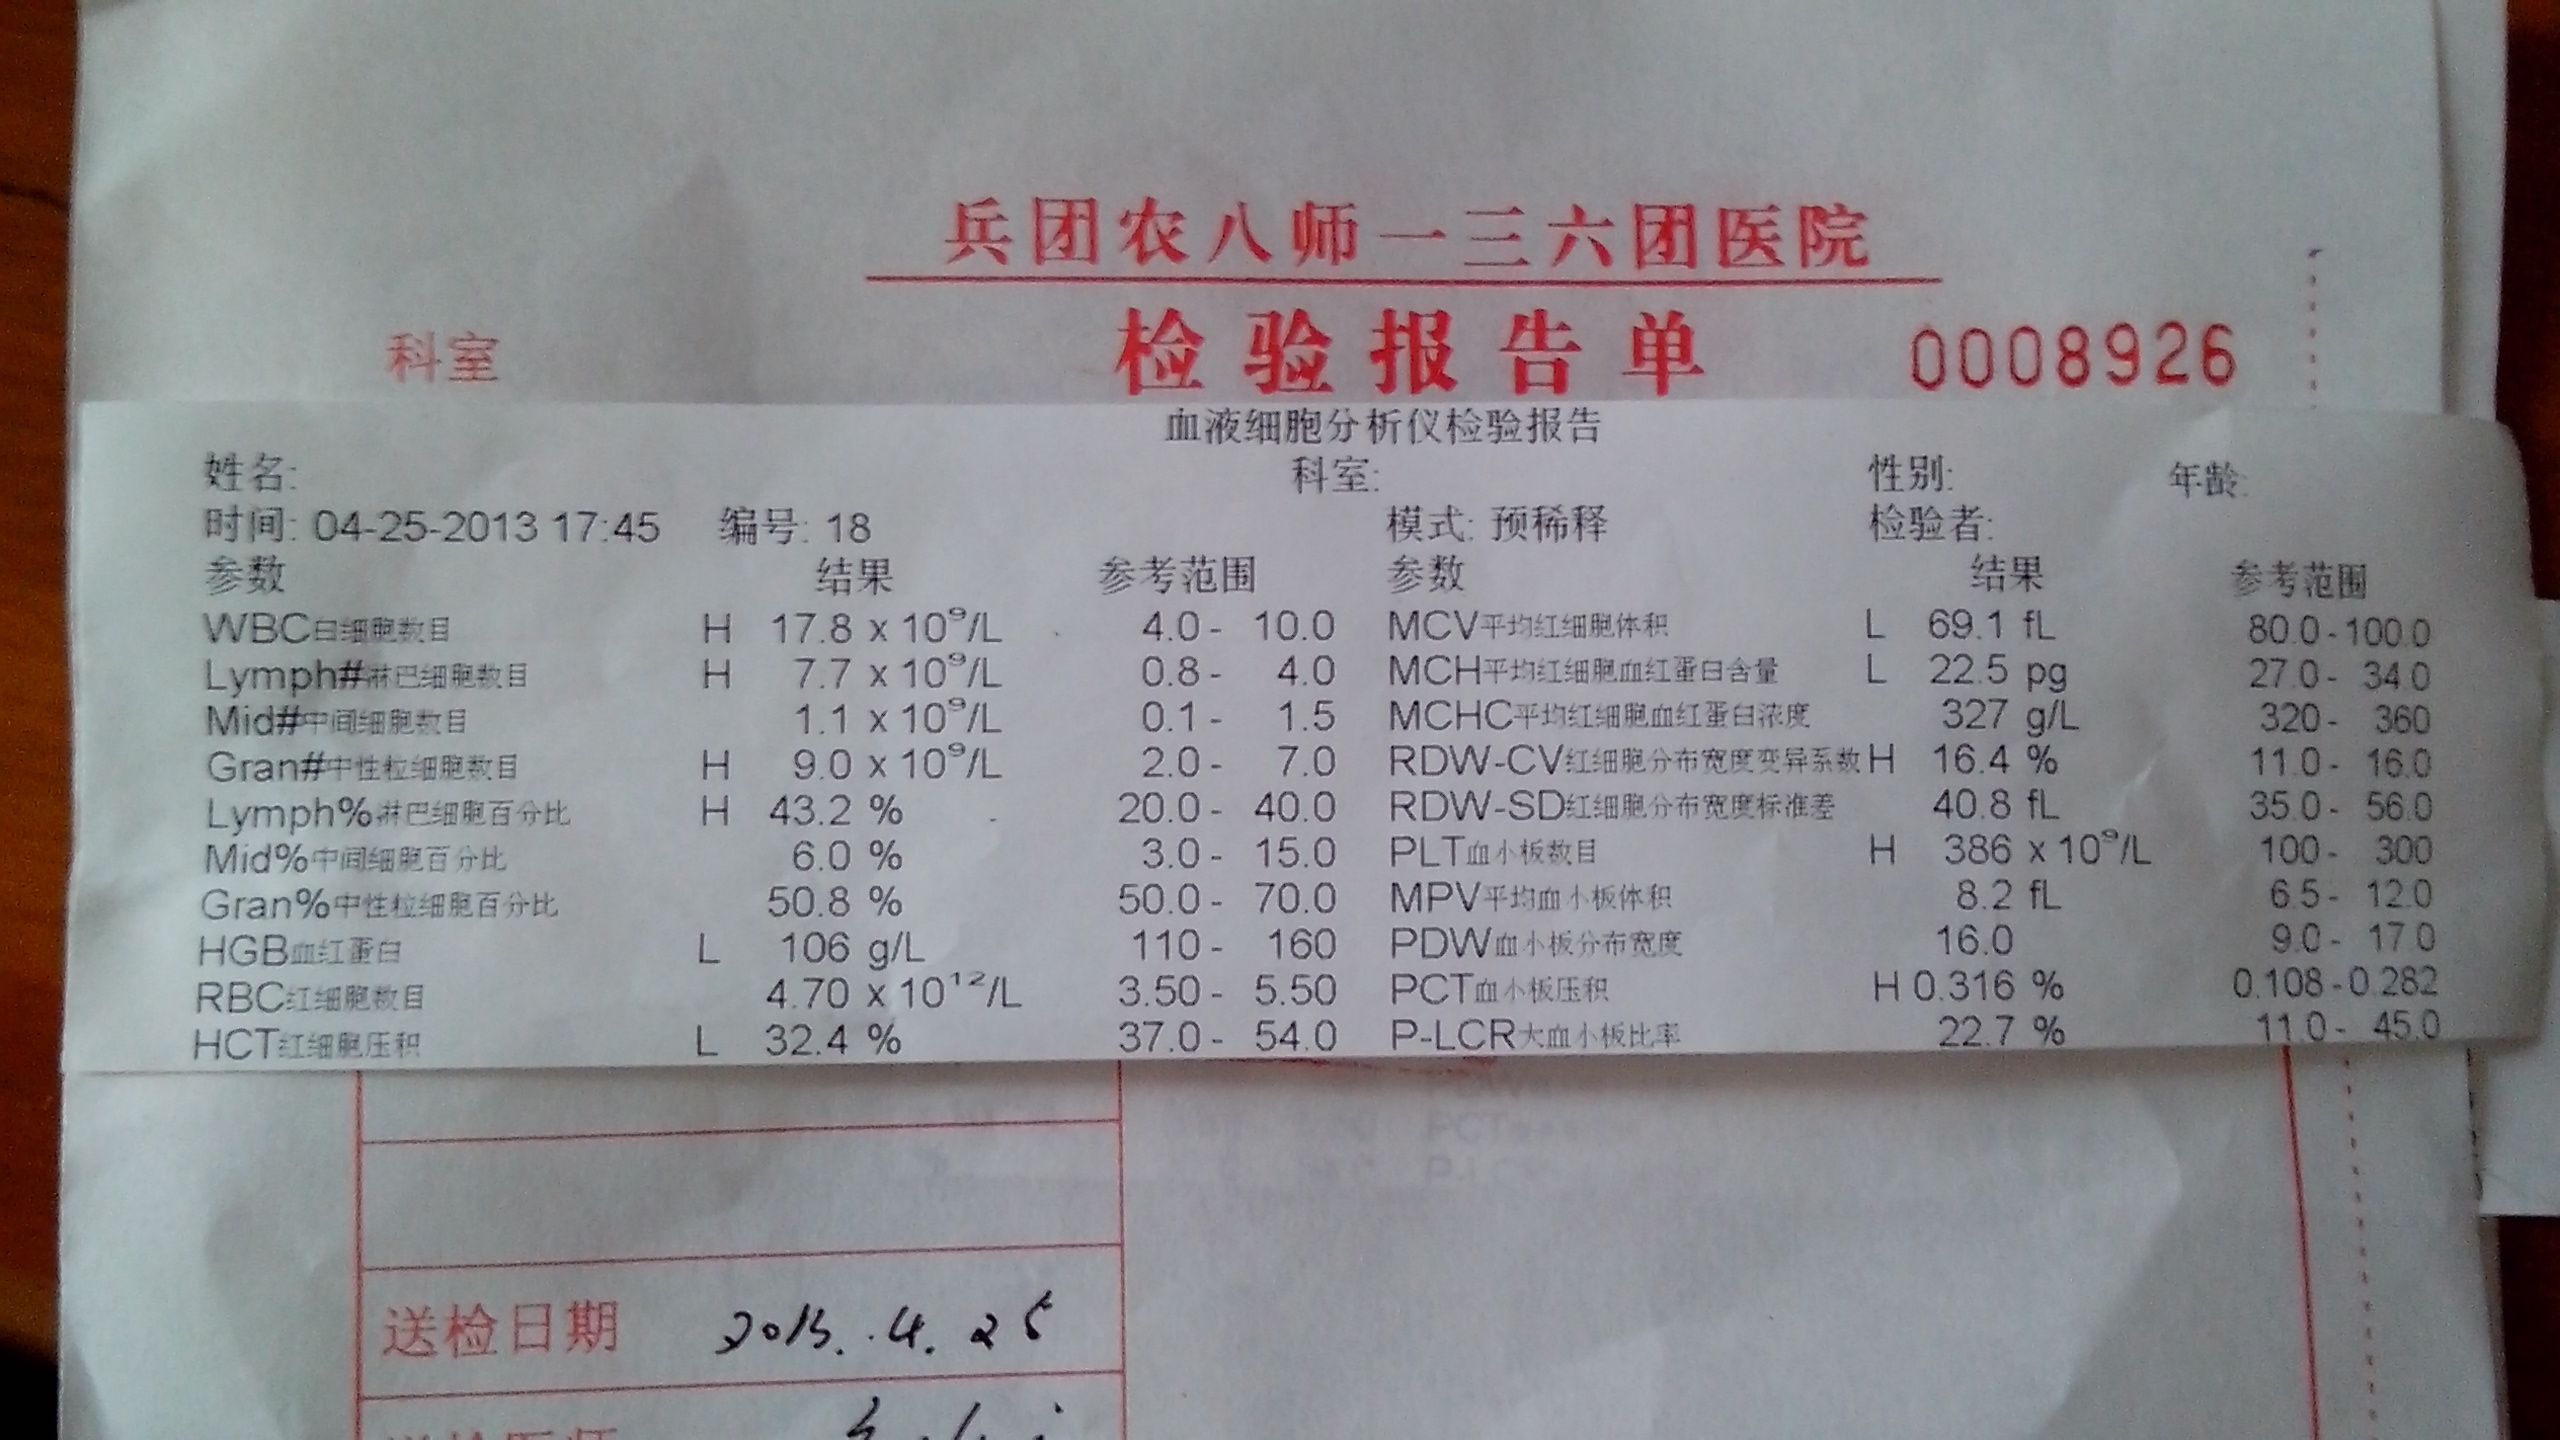 兵团农八师一三六团医院
科室 检验报告单 0008926
血液细胞分析仪检验报告
姓名: 科室: 性别: 年龄:
时间: 04-25-2013 17:45 编号: 18 模式: 预稀释 检验者:
参数 结果 参考范围 参数 结果 参考范围
WBC白细胞数目 H 17.8 x 10⁹/L 4.0 - 10.0 MCV平均红细胞体积 L 69.1 fL 80.0 - 100.0
Lymph#淋巴细胞数目 H 7.7 x 10⁹/L 0.8 - 4.0 MCH平均红细胞血红蛋白含量 L 22.5 pg 27.0 - 34.0
Mid#中间细胞数目 1.1 x 10⁹/L 0.1 - 1.5 MCHC平均红细胞血红蛋白浓度 327 g/L 320 - 360
Gran#中性粒细胞数目 H 9.0 x 10⁹/L 2.0 - 7.0 RDW-CV红细胞分布宽度变异系数 H 16.4 % 11.0 - 16.0
Lymph%淋巴细胞百分比 H 43.2 % 20.0 - 40.0 RDW-SD红细胞分布宽度标准差 40.8 fL 35.0 - 56.0
Mid%中间细胞百分比 6.0 % 3.0 - 15.0 PLT血小板数目 H 386 x 10⁹/L 100 - 300
Gran%中性粒细胞百分比 50.8 % 50.0 - 70.0 MPV平均血小板体积 8.2 fL 6.5 - 12.0
HGB血红蛋白 L 106 g/L 110 - 160 PDW血小板分布宽度 16.0 9.0 - 17.0
RBC红细胞数目 4.70 x 10¹²/L 3.50 - 5.50 PCT血小板压积 H 0.316 % 0.108 - 0.282
HCT红细胞压积 L 32.4 % 37.0 - 54.0 P-LCR大血小板比率 22.7 % 11.0 - 45.0
送检日期 2013.4.25
送检医师